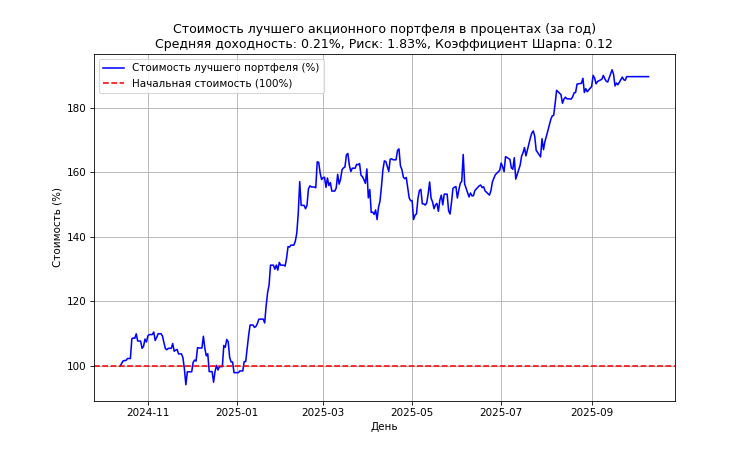 Стоимость лучшего акционного портфеля в процентах (за год)
Средняя доходность: 0.21%, Риск: 1.83%, Коэффициент Шарпа: 0.12
Стоимость лучшего портфеля (%)
Начальная стоимость (100%)
Стоимость (%)
180
160
140
120
100
2024-11
2025-01
2025-03
2025-05
2025-07
2025-09
День